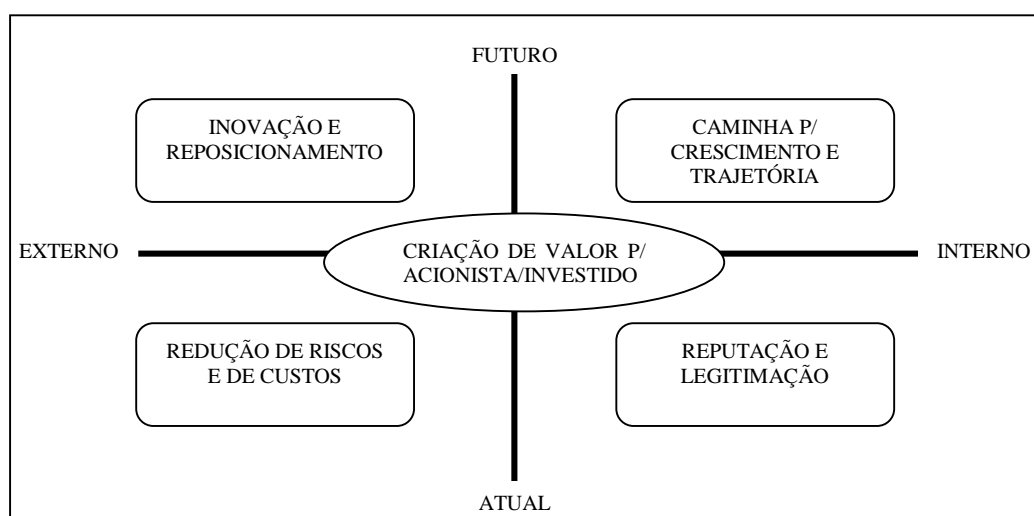 FUTURO
INOVAÇÃO E
REPOSICIONAMENTO
CAMINHA P/
CRESCIMENTO E
TRAJETÓRIA
EXTERNO
CRIAÇÃO DE VALOR P/
ACIONISTA/INVESTIDO
INTERNO
REDUÇÃO DE RISCOS
E DE CUSTOS
REPUTAÇÃO E
LEGITIMAÇÃO
ATUAL